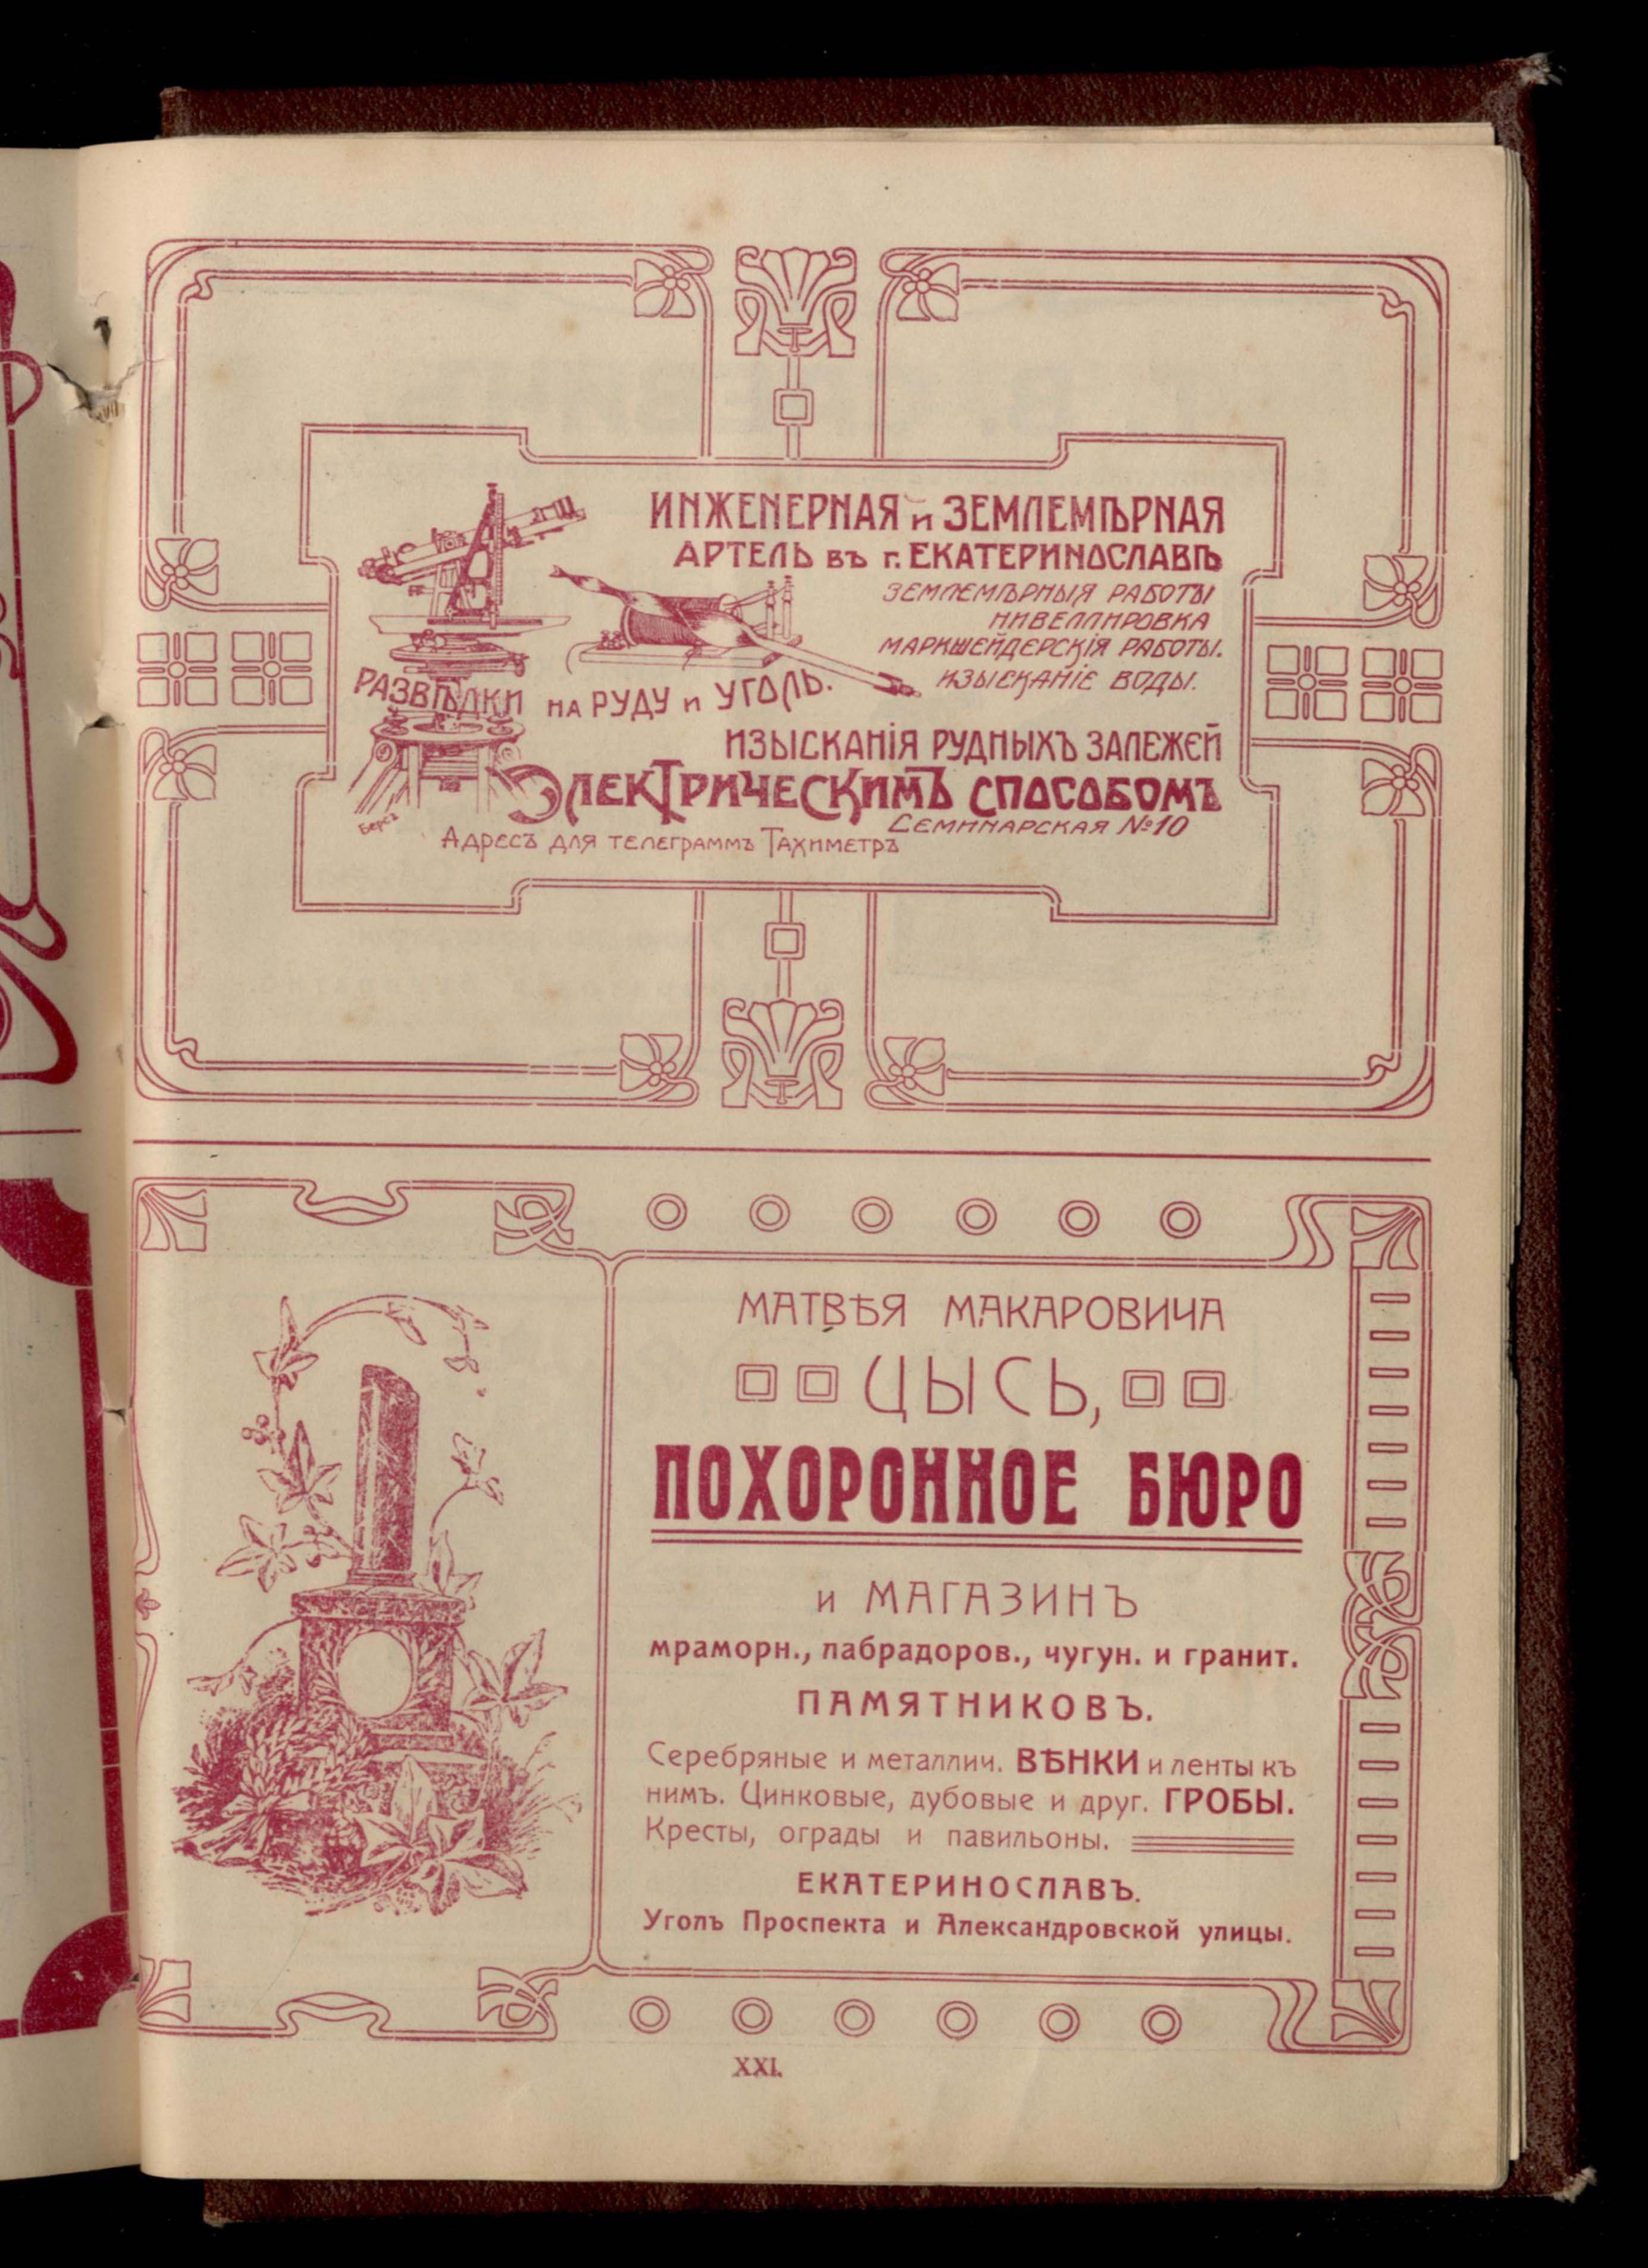 ИНЖЕНЕРНАЯ и ЗЕМЛЕМѢРНАЯ
АРТЕЛЬ въ г. ЕКАТЕРИНОСЛАВѢ
ЗЕМЛЕМѢРНЫЯ РАБОТЫ
НИВЕЛЛИРОВКА
МАРКШЕЙДЕРСКІЯ РАБОТЫ.
ИЗЫСКАНІЕ ВОДЫ.
РАЗВѢДКИ НА РУДУ и УГОЛЬ.
ИЗЫСКАНІЯ РУДНЫХЪ ЗАЛЕЖЕЙ
ЭЛЕКТРИЧЕСКИМЪ СПОСОБОМЪ
СЕМИНАРСКАЯ №10
Берсъ
Адресъ для телеграммъ Тахиметръ
МАТВѢЯ МАКАРОВИЧА
ЦЫСЬ,
ПОХОРОННОЕ БЮРО
и МАГАЗИНЪ
мраморн., лабрадоров., чугун. и гранит.
ПАМЯТНИКОВЪ.
Серебряные и металлич. ВѢНКИ и ленты къ
нимъ. Цинковые, дубовые и друг. ГРОБЫ.
Кресты, ограды и павильоны.
ЕКАТЕРИНОСЛАВЪ.
Уголъ Проспекта и Александровской улицы.
XXI.